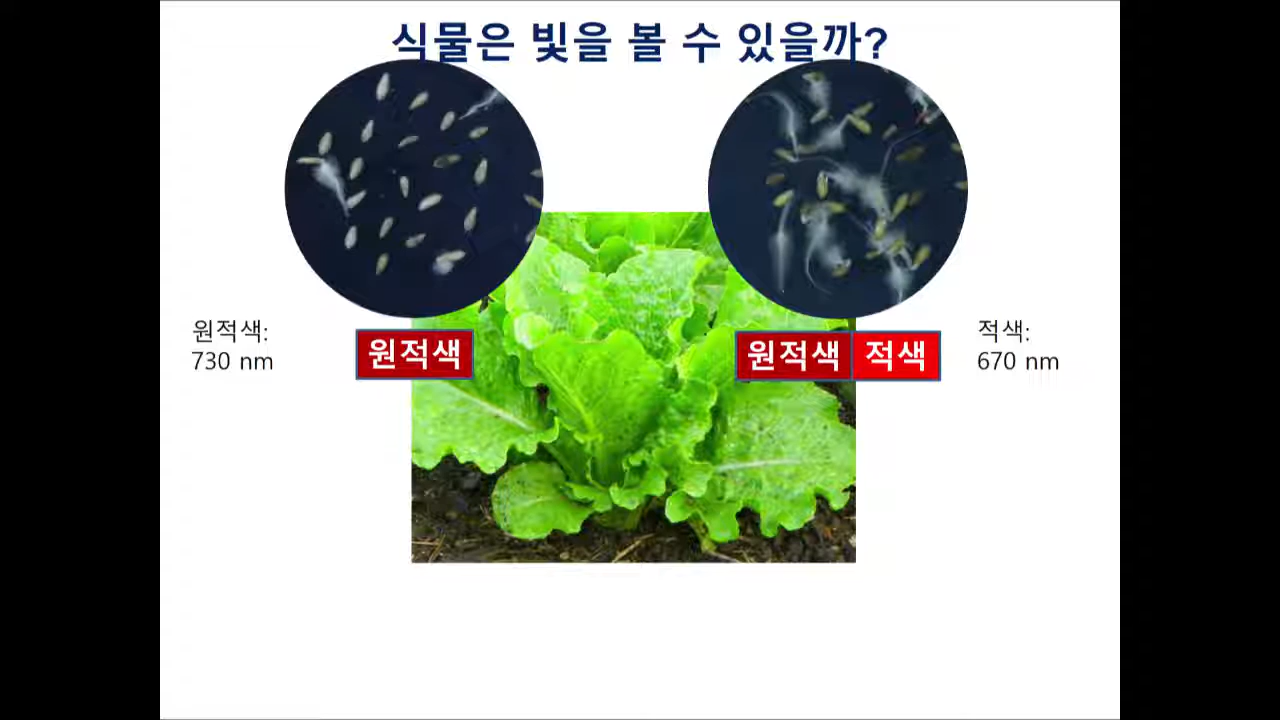 식물은 빛을 볼 수 있을까?
원적색:
730 nm
원적색
원적색 적색
적색:
670 nm